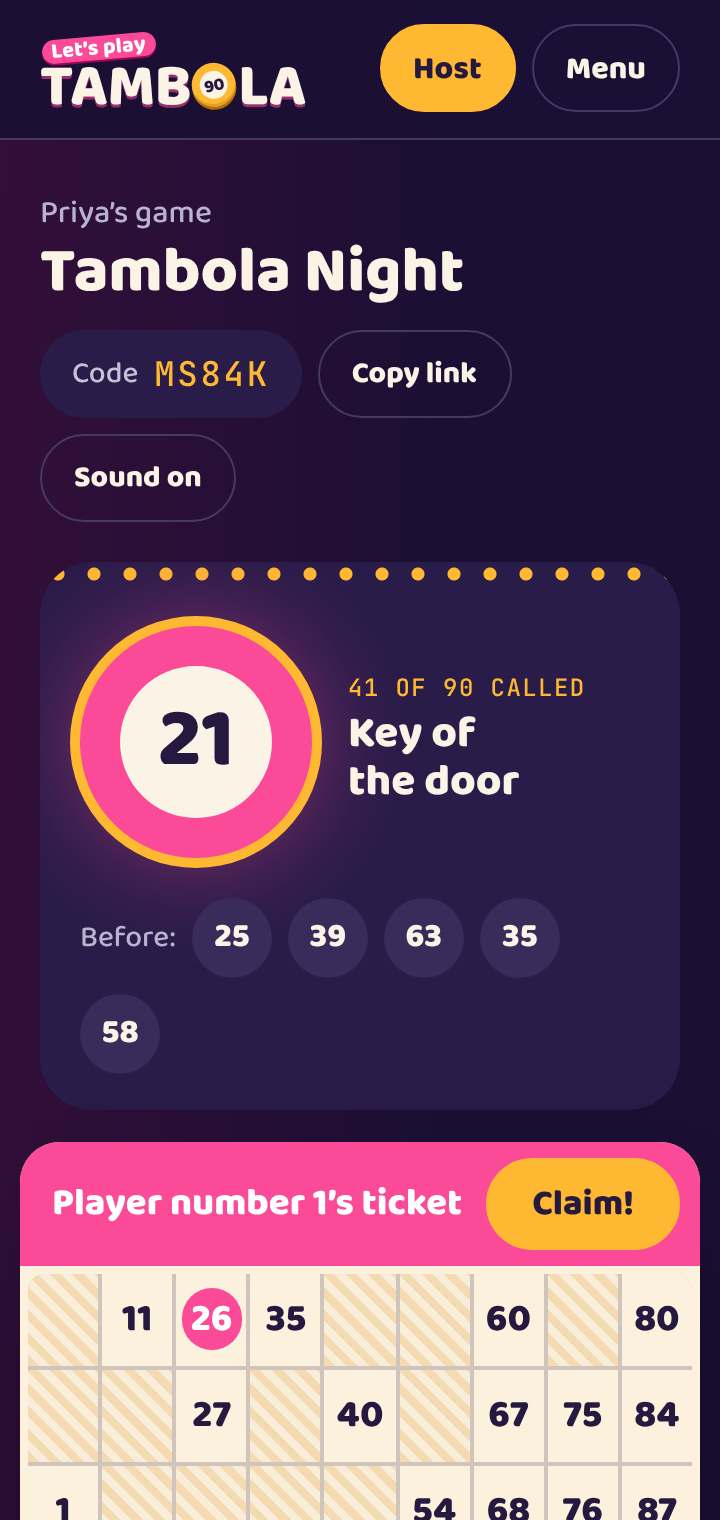 Let's play
TAMBOLA
90
Host
Menu
Priya's game
Tambola Night
Code MS84K
Copy link
Sound on
21
41 OF 90 CALLED
Key of
the door
Before: 25 39 63 35
58
Player number 1's ticket
Claim!
11 26 35 60 80
27 40 67 75 84
1 54 68 76 87